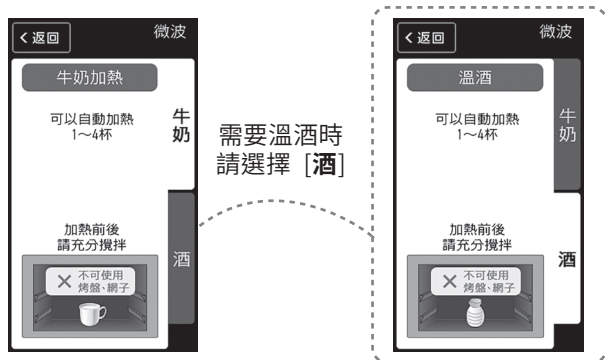 < 返回
微波
牛奶加熱
可以自動加熱
1～4杯
牛奶
加熱前後
請充分攪拌
酒
不可使用
烤盤、網子
需要溫酒時
請選擇 [酒]
< 返回
微波
溫酒
可以自動加熱
1～4杯
牛奶
加熱前後
請充分攪拌
酒
不可使用
烤盤、網子